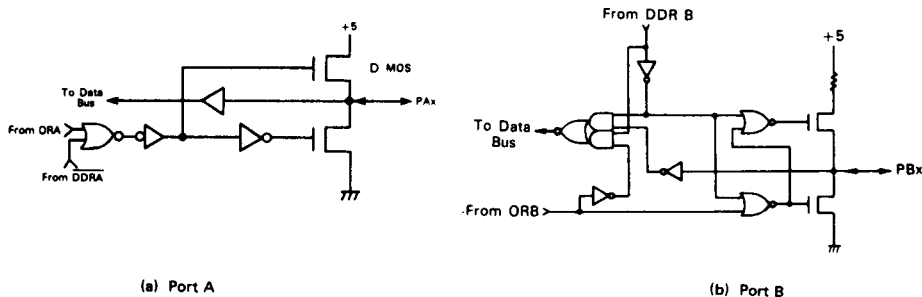 +5
D MOS
To Data
Bus
PAx
From ORA
From DDRA
(a) Port A
From DDR B
+5
To Data
Bus
PBx
From ORB
(b) Port B